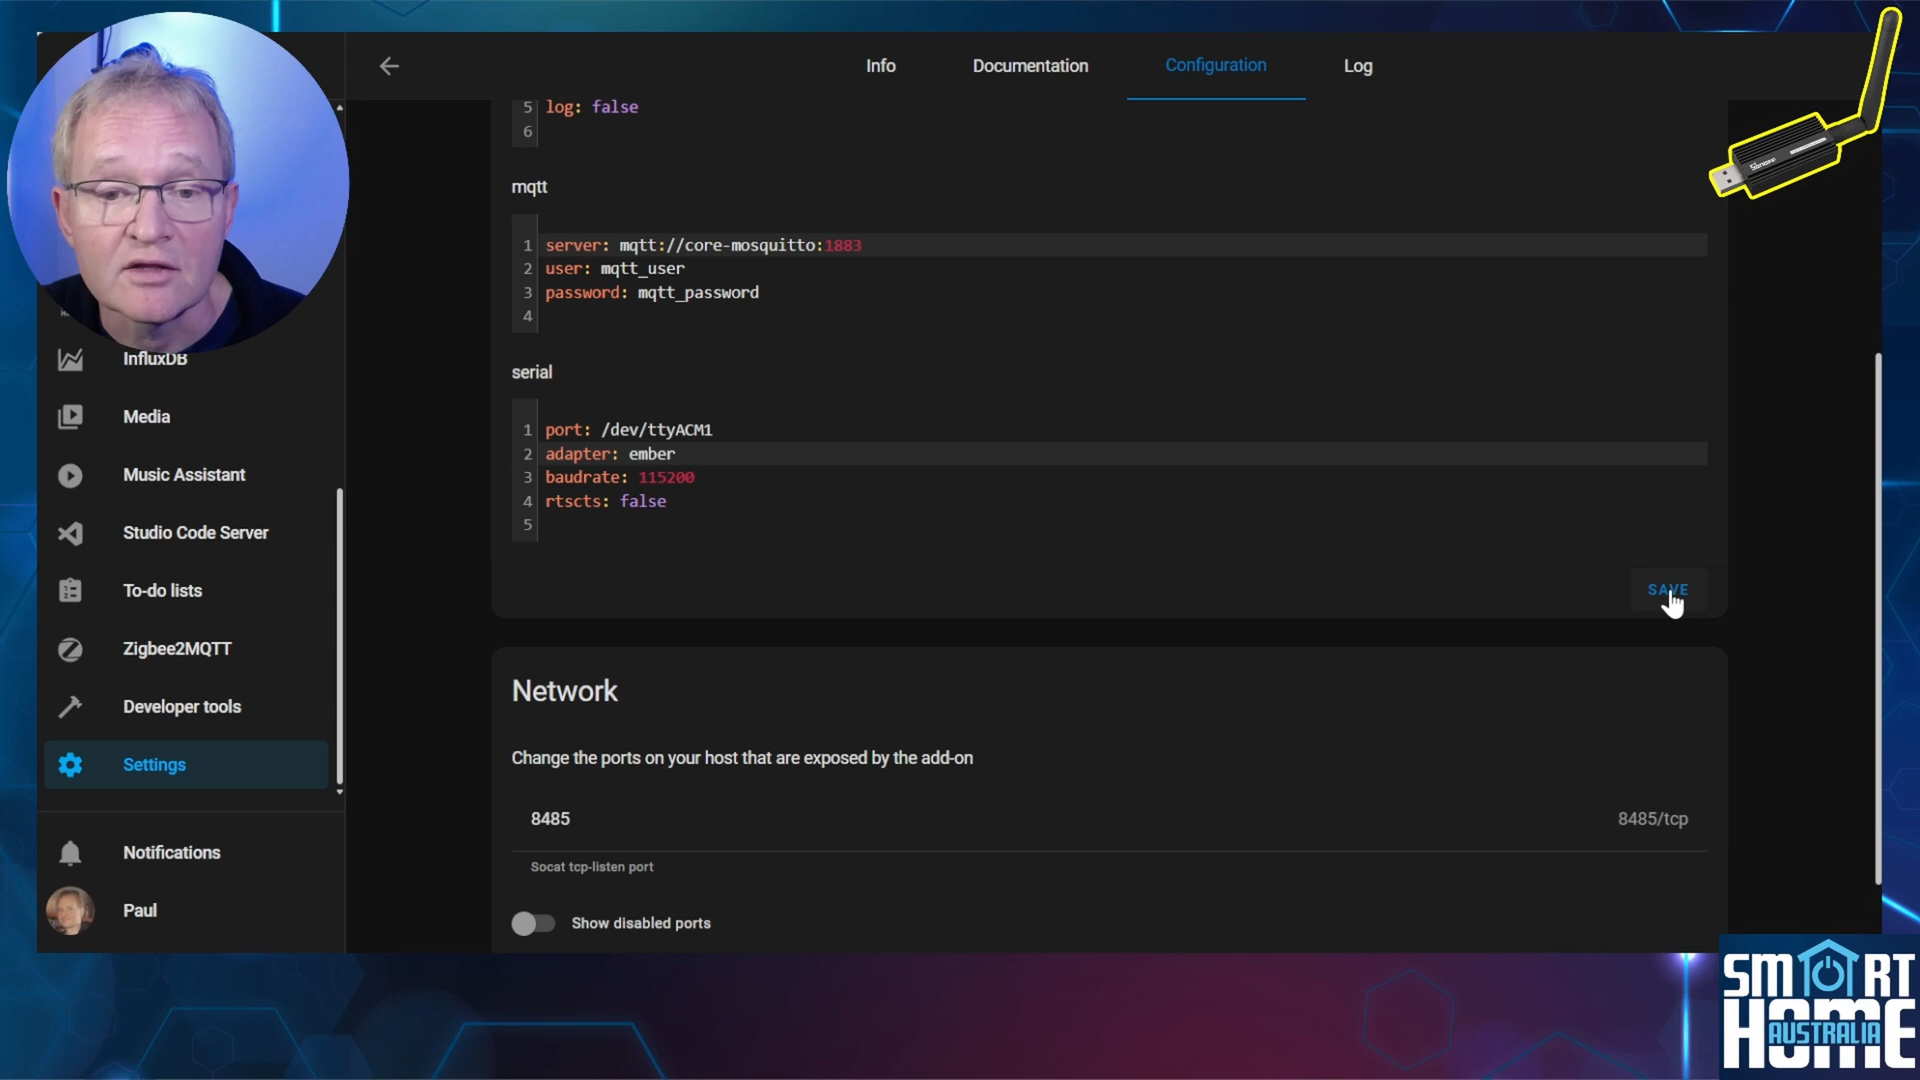 Info
Documentation
Configuration
Log
5 log: false
6
mqtt
1 server: mqtt://core-mosquitto:1883
2 user: mqtt_user
3 password: mqtt_password
4
serial
1 port: /dev/ttyACM1
2 adapter: ember
3 baudrate: 115200
4 rtscts: false
5
SAVE
Network
Change the ports on your host that are exposed by the add-on
8485
8485/tcp
Socat tcp-listen port
Show disabled ports
InfluxDB
Media
Music Assistant
Studio Code Server
To-do lists
Zigbee2MQTT
Developer tools
Settings
Notifications
Paul
SONOFF
SMART
HOME
AUSTRALIA